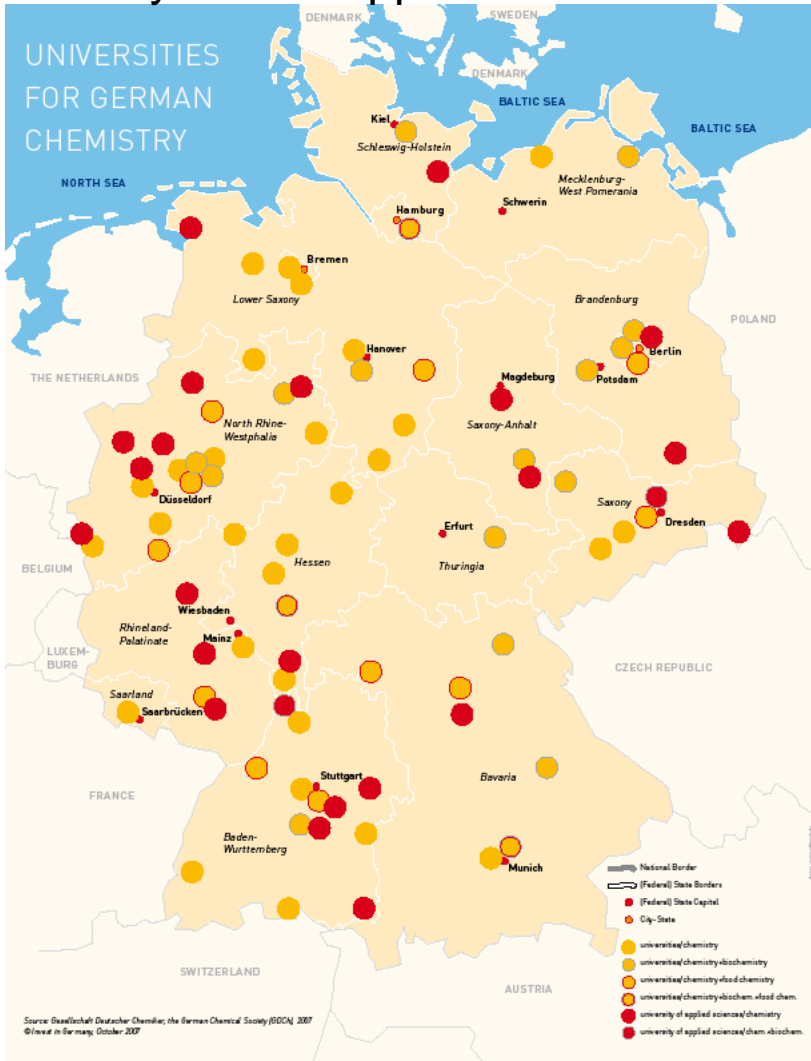 UNIVERSITIES
FOR GERMAN
CHEMISTRY
DENMARK
SWEDEN
DENMARK
BALTIC SEA
BALTIC SEA
NORTH SEA
Kiel
Schleswig-Holstein
Mecklenburg-
West Pomerania
Hamburg
Schwerin
Bremen
Lower Saxony
Brandenburg
POLAND
Hanover
Berlin
THE NETHERLANDS
Magdeburg
Potsdam
North Rhine-
Westphalia
Saxony-Anhalt
Düsseldorf
Saxony
Dresden
Erfurt
Hessen
Thuringia
BELGIUM
Wiesbaden
Rhineland-
Palatinate
Mainz
LUXEM-
BURG
CZECH REPUBLIC
Saarland
Saarbrücken
Stuttgart
Bavaria
FRANCE
Baden-
Wurttemberg
Munich
National Border
(Federal) State Borders
(Federal) State Capital
City-State
universities/chemistry
universities/chemistry+biochemistry
universities/chemistry+food chemistry
universities/chemistry+biochem.+food chem.
university of applied sciences/chemistry
university of applied sciences/chem.+biochem.
SWITZERLAND
AUSTRIA
Source: Gesellschaft Deutscher Chemiker, the German Chemical Society (GDCh), 2007
© Invest in Germany, October 2007